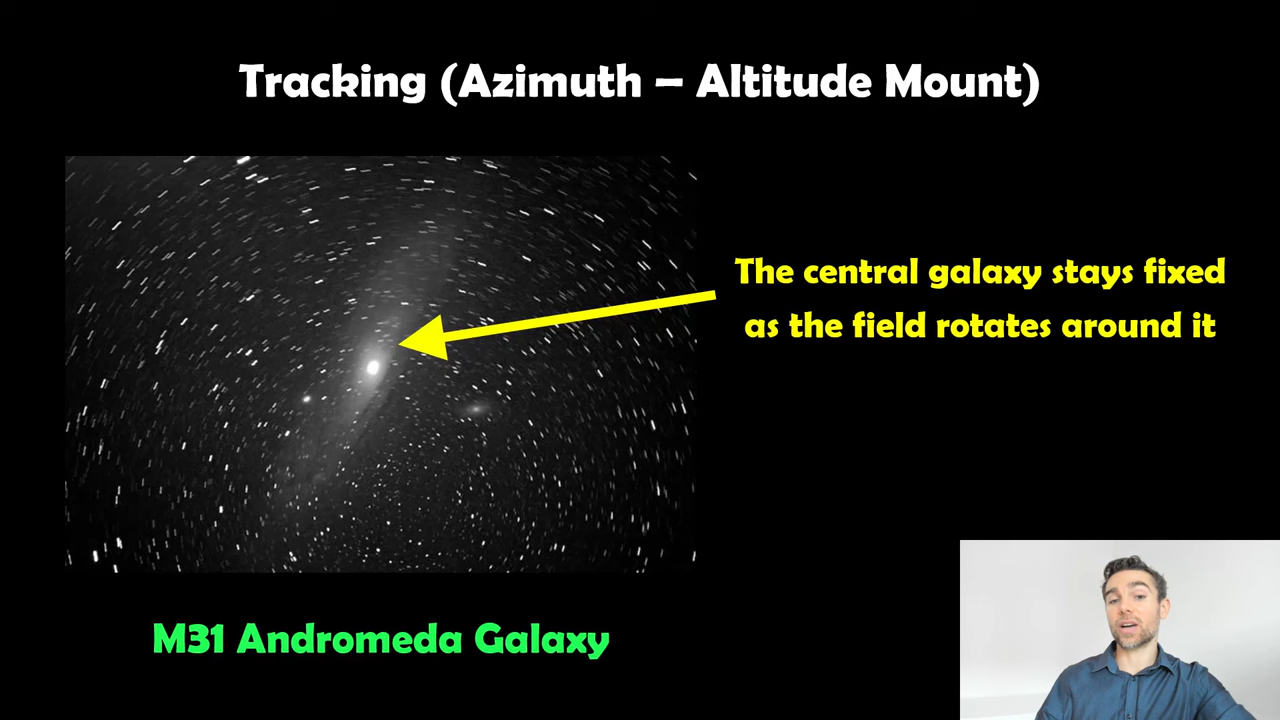 Tracking (Azimuth – Altitude Mount)
The central galaxy stays fixed
as the field rotates around it
M31 Andromeda Galaxy